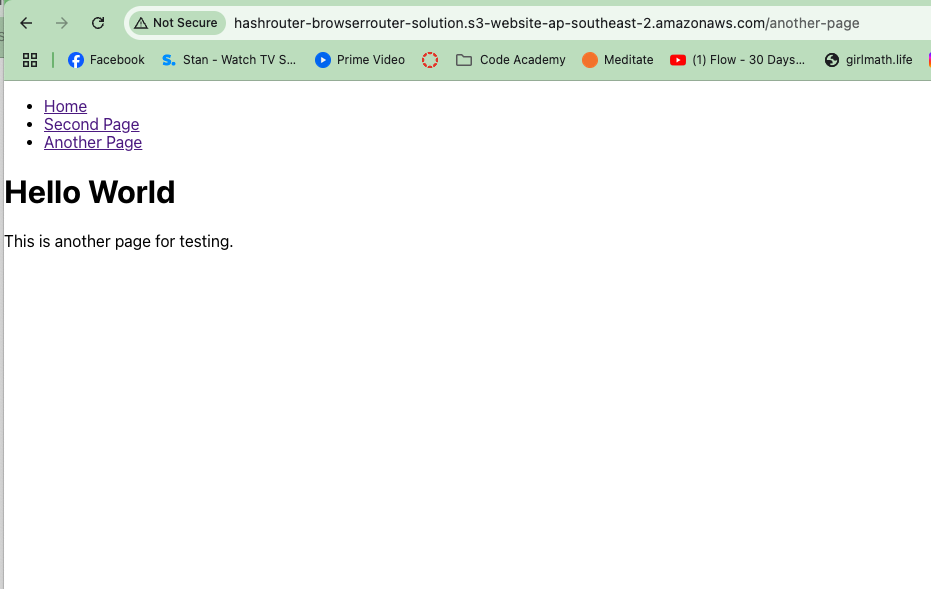 Not Secure hashrouter-browserrouter-solution.s3-website-ap-southeast-2.amazonaws.com/another-page
Facebook Stan - Watch TV S... Prime Video Code Academy Meditate (1) Flow - 30 Days... girlmath.life
Home
Second Page
Another Page
Hello World
This is another page for testing.